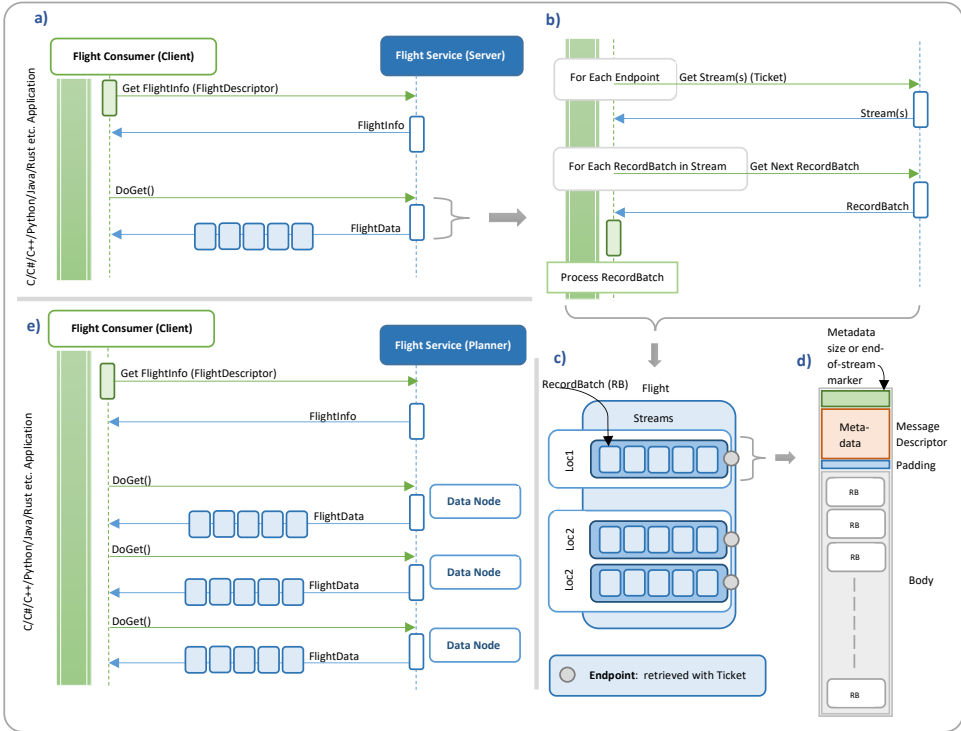 a)
Flight Consumer (Client)
Flight Service (Server)
C/C#/C++/Python/Java/Rust etc. Application
Get FlightInfo (FlightDescriptor)
FlightInfo
DoGet()
FlightData
b)
For Each Endpoint
Get Stream(s) (Ticket)
Stream(s)
For Each RecordBatch in Stream
Get Next RecordBatch
RecordBatch
Process RecordBatch
e)
Flight Consumer (Client)
Flight Service (Planner)
C/C#/C++/Python/Java/Rust etc. Application
Get FlightInfo (FlightDescriptor)
FlightInfo
DoGet()
Data Node
FlightData
DoGet()
Data Node
FlightData
DoGet()
Data Node
FlightData
c)
RecordBatch (RB)
Flight
Streams
Loc1
Loc2
Loc2
Endpoint: retrieved with Ticket
d)
Metadata
size or end-
of-stream
marker
Meta-
data
Message
Descriptor
Padding
RB
RB
RB
Body
RB